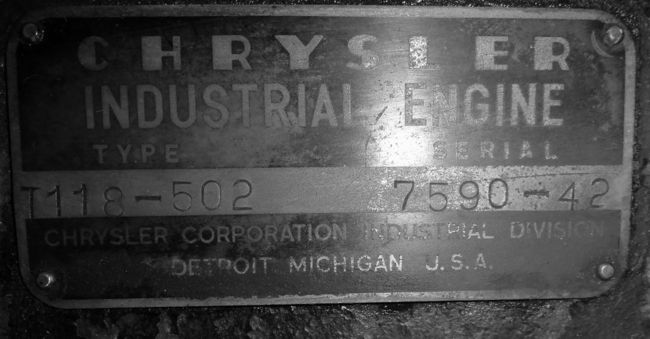 CHRYSLER
INDUSTRIAL ENGINE
TYPE SERIAL
T118-502 7590-42
CHRYSLER CORPORATION INDUSTRIAL DIVISION
DETROIT MICHIGAN U.S.A.